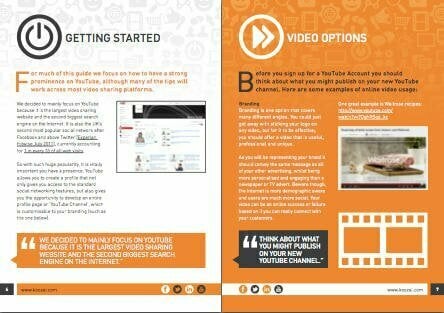 GETTING STARTED
For much of this guide we focus on how to have a strong
prominence on YouTube, although many of the tips will
work across most video sharing platforms.
We decided to mainly focus on YouTube
because it is the largest video sharing
website and the second biggest search
engine on the Internet. It is also the UK's
second most popular social network after
Facebook and above Twitter (Experian
Hitwise, July 2011), currently accounting
for 1 in every 35 of all web visits.
So with such huge popularity, it is vitally
important you have a presence. YouTube
allows you to create a profile that not
only gives you access to the standard
social networking features, but also gives
you the opportunity to develop an entire
profile page or 'YouTube Channel', which
is customisable to your branding (such as
the one below).
"WE DECIDED TO MAINLY FOCUS ON YOUTUBE
BECAUSE IT IS THE LARGEST VIDEO SHARING
WEBSITE AND THE SECOND BIGGEST SEARCH
ENGINE ON THE INTERNET."
www.koozai.com
VIDEO OPTIONS
Before you sign up for a YouTube Account you should
think about what you might publish on your new YouTube
channel. Here are some examples of online video usage:
Branding
Branding is one option that covers
many different angles. You could just
get away with sticking your logo on
any video, but for it to be effective,
you should offer a video that is useful,
professional and unique.
As you will be representing your brand it
should convey the same message as all
of your other advertising, whilst being
more personalised and engaging than a
newspaper or TV advert. Beware though,
the internet is more demographic aware
and users are much more social. Your
video can be an online success or failure
based on if you can really connect with
your customers.
One great example is Waitrose recipes:
http://www.youtube.com/
"THINK ABOUT WHAT
YOU MIGHT PUBLISH
ON YOUR NEW
YOUTUBE CHANNEL."
www.koozai.com